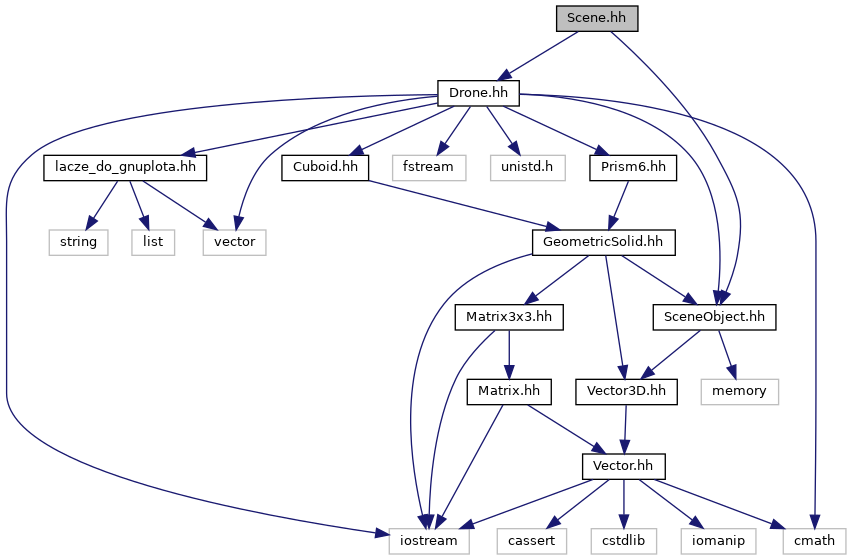 Scene.hh
Drone.hh
lacze_do_gnuplota.hh
Cuboid.hh
fstream
unistd.h
Prism6.hh
string
list
vector
GeometricSolid.hh
Matrix3x3.hh
SceneObject.hh
Matrix.hh
Vector3D.hh
memory
Vector.hh
iostream
cassert
cstdlib
iomanip
cmath